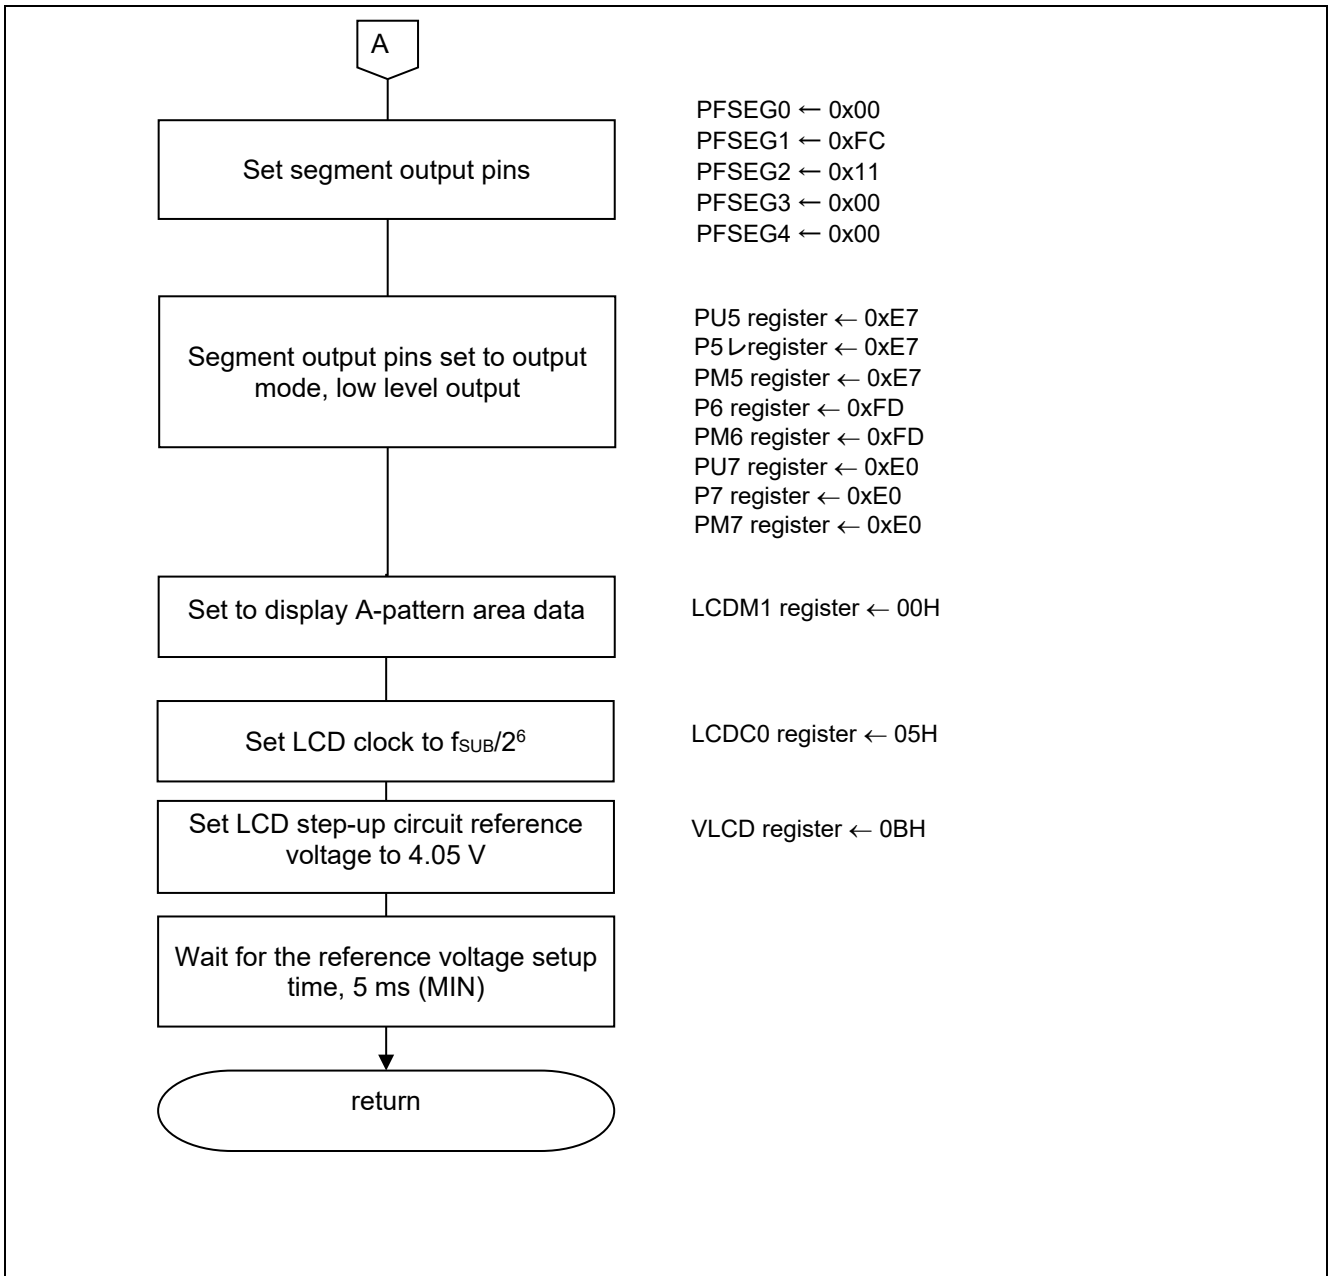 A
PFSEG0 ← 0x00
PFSEG1 ← 0xFC
Set segment output pins
PFSEG2 ← 0x11
PFSEG3 ← 0x00
PFSEG4 ← 0x00
Segment output pins set to output
mode, low level output
PU5 register ← 0xE7
P5レregister ← 0xE7
PM5 register ← 0xE7
P6 register ← 0xFD
PM6 register ← 0xFD
PU7 register ← 0xE0
P7 register ← 0xE0
PM7 register ← 0xE0
Set to display A-pattern area data
LCDM1 register ← 00H
Set LCD clock to fSUB/2⁶
LCDC0 register ← 05H
Set LCD step-up circuit reference
voltage to 4.05 V
VLCD register ← 0BH
Wait for the reference voltage setup
time, 5 ms (MIN)
return